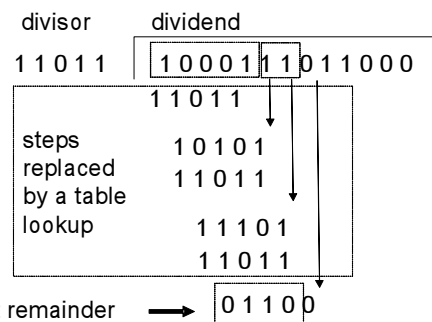 divisor dividend
1 1 0 1 1 1 0 0 0 1 1 1 0 1 1 0 0 0
1 1 0 1 1
steps
replaced
by a table
lookup
1 0 1 0 1
1 1 0 1 1
1 1 1 0 1
1 1 0 1 1
remainder 0 1 1 0 0